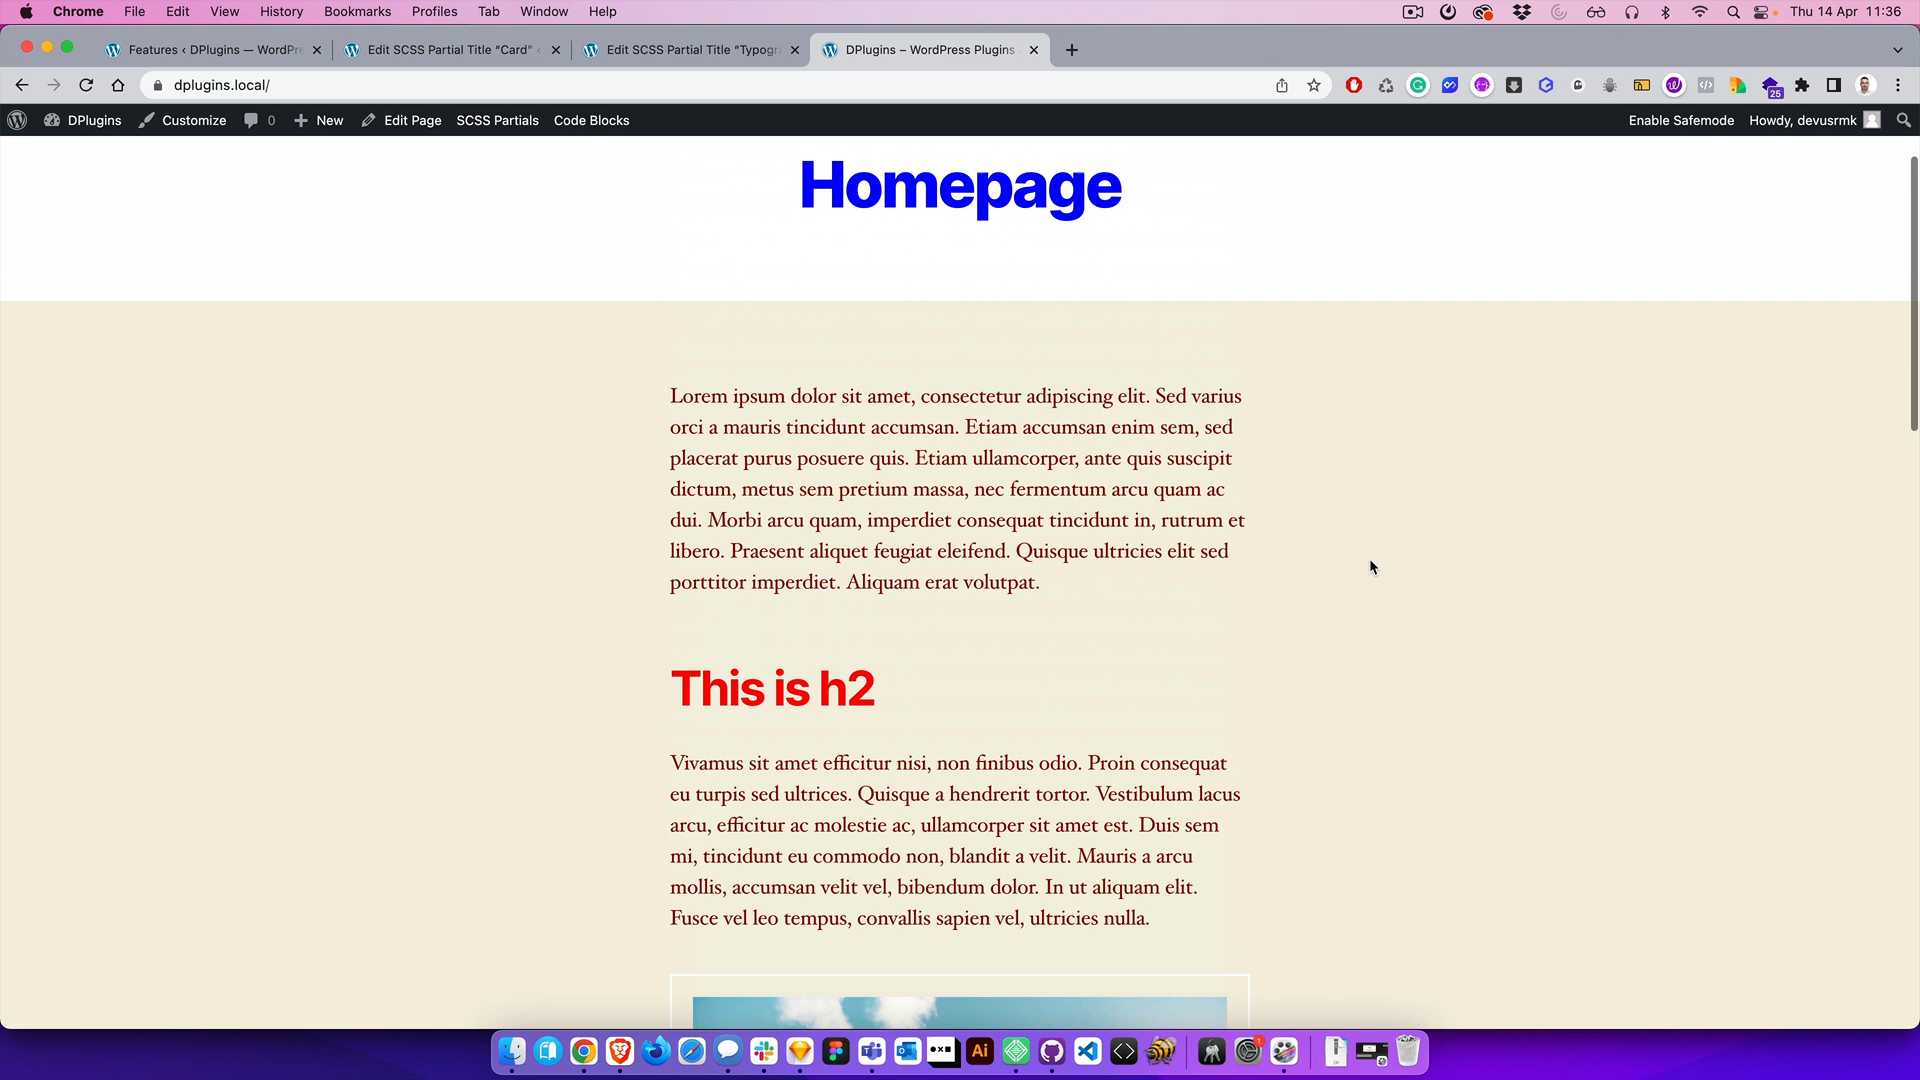 Chrome File Edit View History Bookmarks Profiles Tab Window Help Thu 14 Apr 11:36
Features ‹ DPlugins — WordPre Edit SCSS Partial Title “Card” ‹ Edit SCSS Partial Title “Typogra DPlugins – WordPress Plugins
dplugins.local/
25
DPlugins Customize 0 New Edit Page SCSS Partials Code Blocks Enable Safemode Howdy, devusrmk
Homepage
Lorem ipsum dolor sit amet, consectetur adipiscing elit. Sed varius
orci a mauris tincidunt accumsan. Etiam accumsan enim sem, sed
placerat purus posuere quis. Etiam ullamcorper, ante quis suscipit
dictum, metus sem pretium massa, nec fermentum arcu quam ac
dui. Morbi arcu quam, imperdiet consequat tincidunt in, rutrum et
libero. Praesent aliquet feugiat eleifend. Quisque ultricies elit sed
porttitor imperdiet. Aliquam erat volutpat.
This is h2
Vivamus sit amet efficitur nisi, non finibus odio. Proin consequat
eu turpis sed ultrices. Quisque a hendrerit tortor. Vestibulum lacus
arcu, efficitur ac molestie ac, ullamcorper sit amet est. Duis sem
mi, tincidunt eu commodo non, blandit a velit. Mauris a arcu
mollis, accumsan velit vel, bibendum dolor. In ut aliquam elit.
Fusce vel leo tempus, convallis sapien vel, ultricies nulla.
Ai